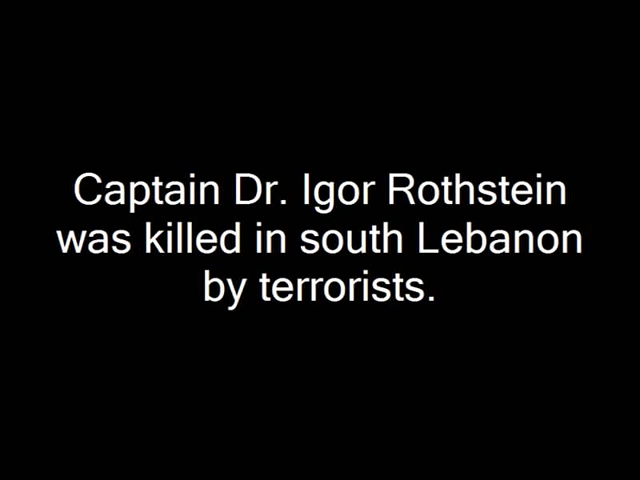 Captain Dr. Igor Rothstein
was killed in south Lebanon
by terrorists.